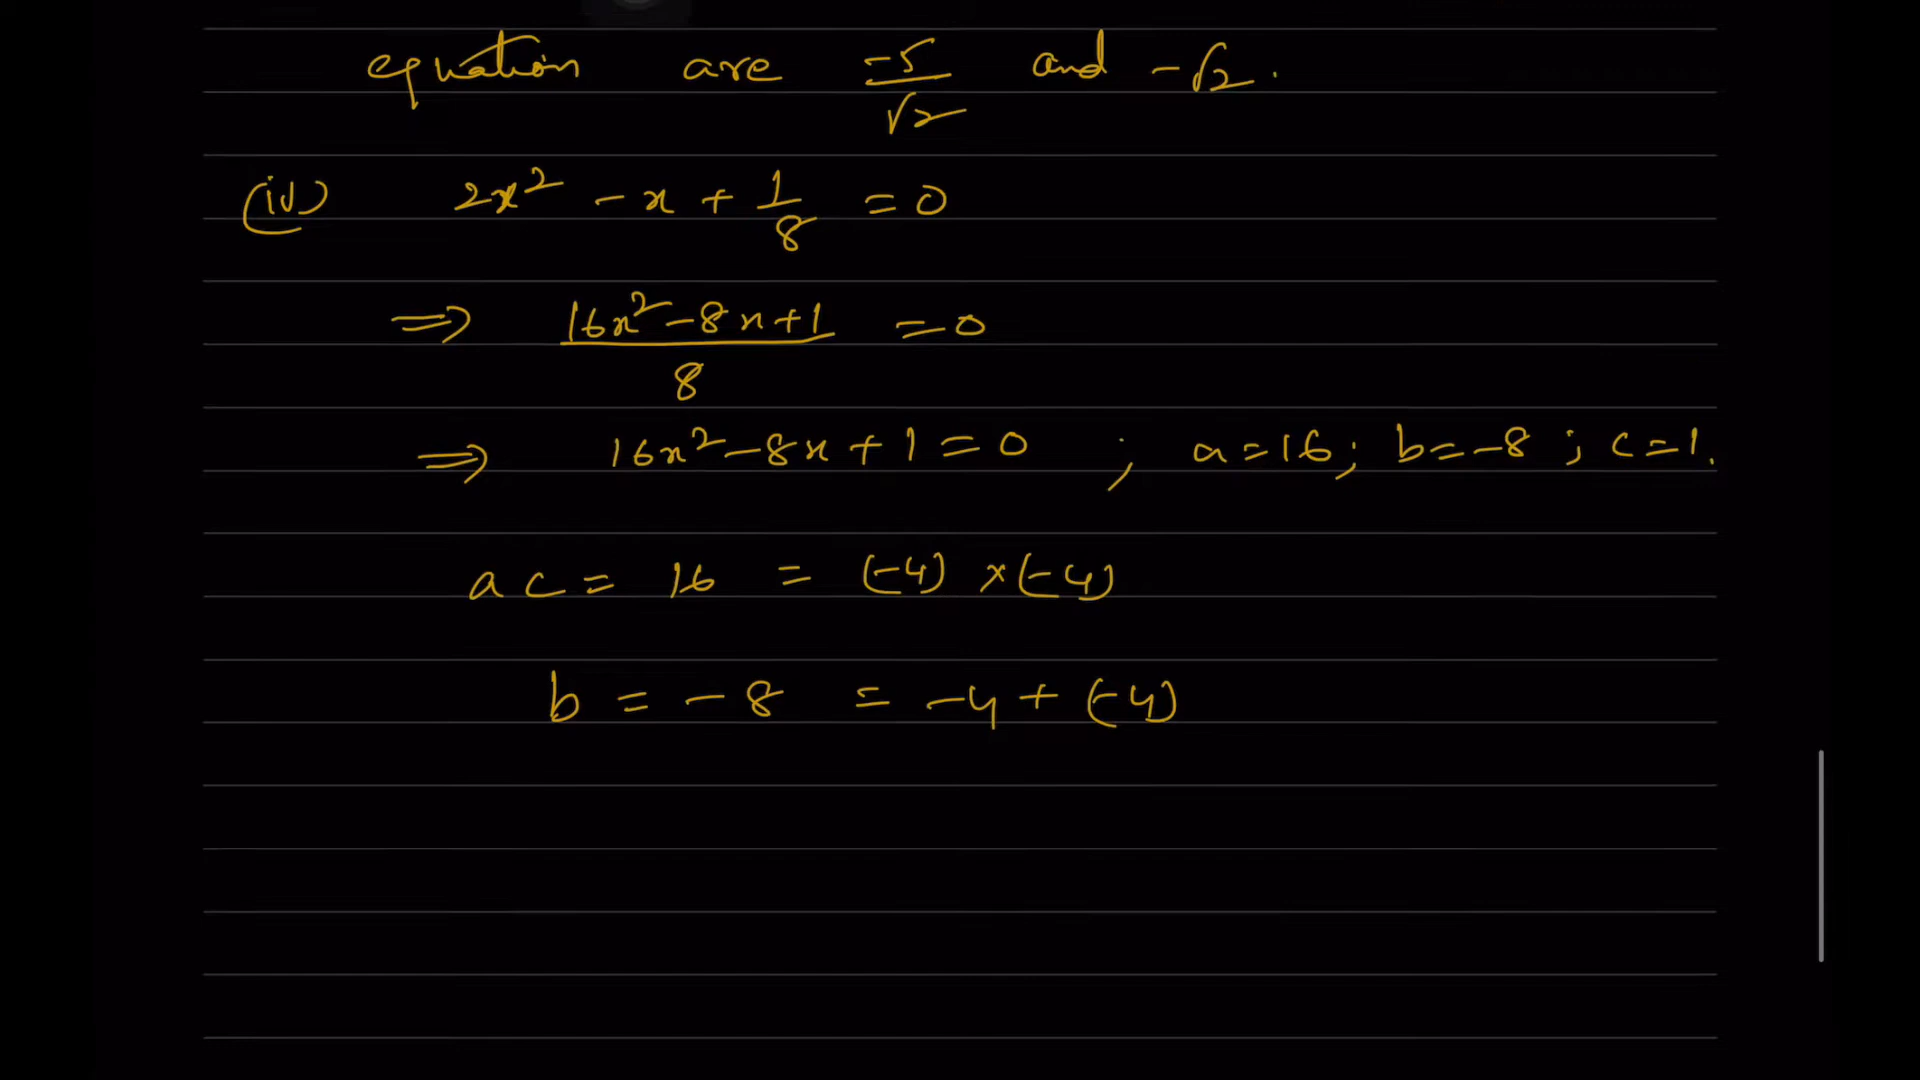 equation are -5/√2 and -√2.
(iv) 2x² - x + 1/8 = 0
⇒ 16x² - 8x + 1 / 8 = 0
⇒ 16x² - 8x + 1 = 0 ; a = 16 ; b = -8 ; c = 1.
ac = 16 = (-4) × (-4)
b = -8 = -4 + (-4)